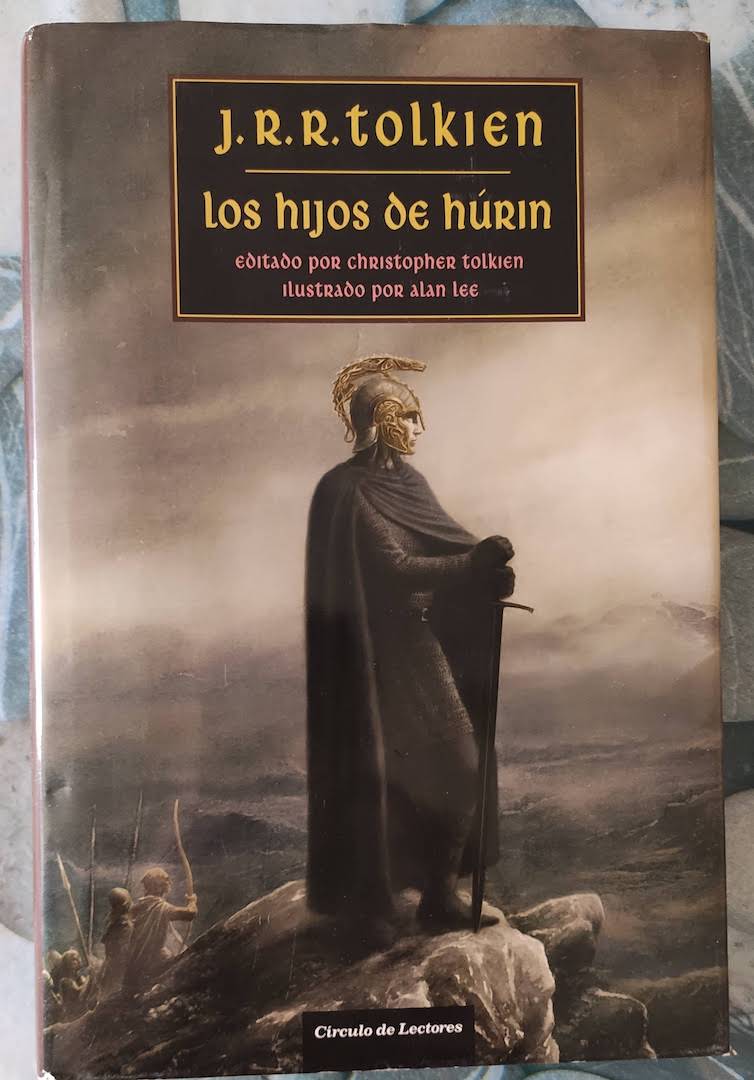 J.R.R. Tolkien
Los hijos de Húrin
editado por Christopher Tolkien
ilustrado por Alan Lee
Círculo de Lectores